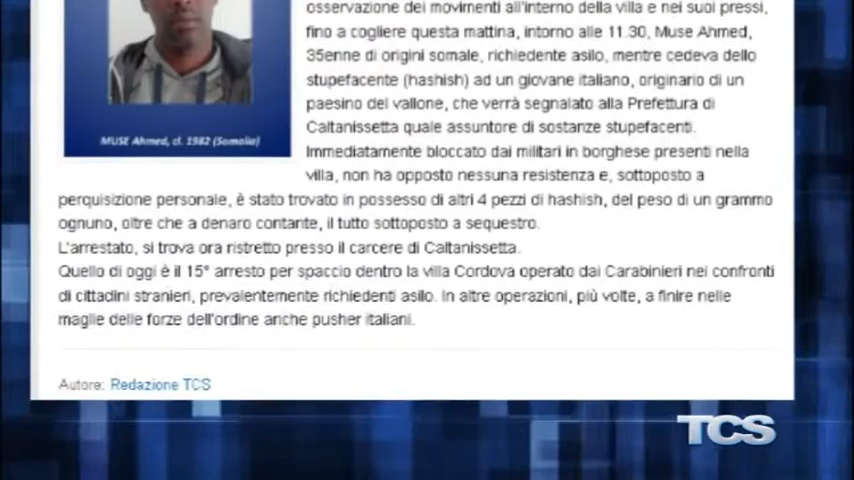 osservazione dei movimenti all'interno della villa e nei suoi pressi,
fino a cogliere questa mattina, intorno alle 11.30, Muse Ahmed,
35enne di origini somale, richiedente asilo, mentre cedeva dello
stupefacente (hashish) ad un giovane italiano, originario di un
paesino del vallone, che verrà segnalato alla Prefettura di
Caltanissetta quale assuntore di sostanze stupefacenti.
MUSE Ahmed, cl. 1982 (Somalia)
Immediatamente bloccato dai militari in borghese presenti nella
villa, non ha opposto nessuna resistenza e, sottoposto a
perquisizione personale, è stato trovato in possesso di altri 4 pezzi di hashish, del peso di un grammo
ognuno, oltre che a denaro contante, il tutto sottoposto a sequestro.
L'arrestato, si trova ora ristretto presso il carcere di Caltanissetta.
Quello di oggi è il 15° arresto per spaccio dentro la villa Cordova operato dai Carabinieri nei confronti
di cittadini stranieri, prevalentemente richiedenti asilo. In altre operazioni, più volte, a finire nelle
maglie delle forze dell'ordine anche pusher italiani.
Autore: Redazione TCS
TCS